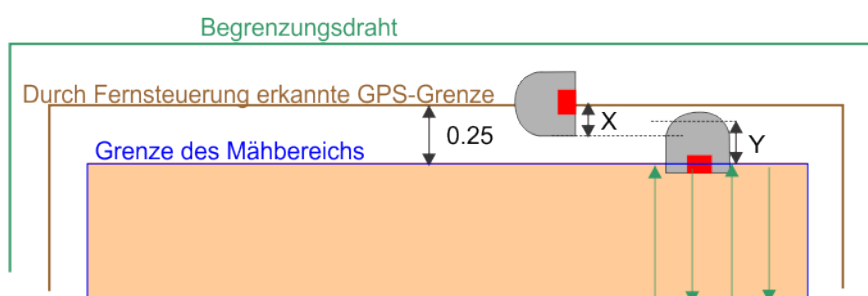 Begrenzungsdraht
Durch Fernsteuerung erkannte GPS-Grenze
X
0.25
Y
Grenze des Mähbereichs